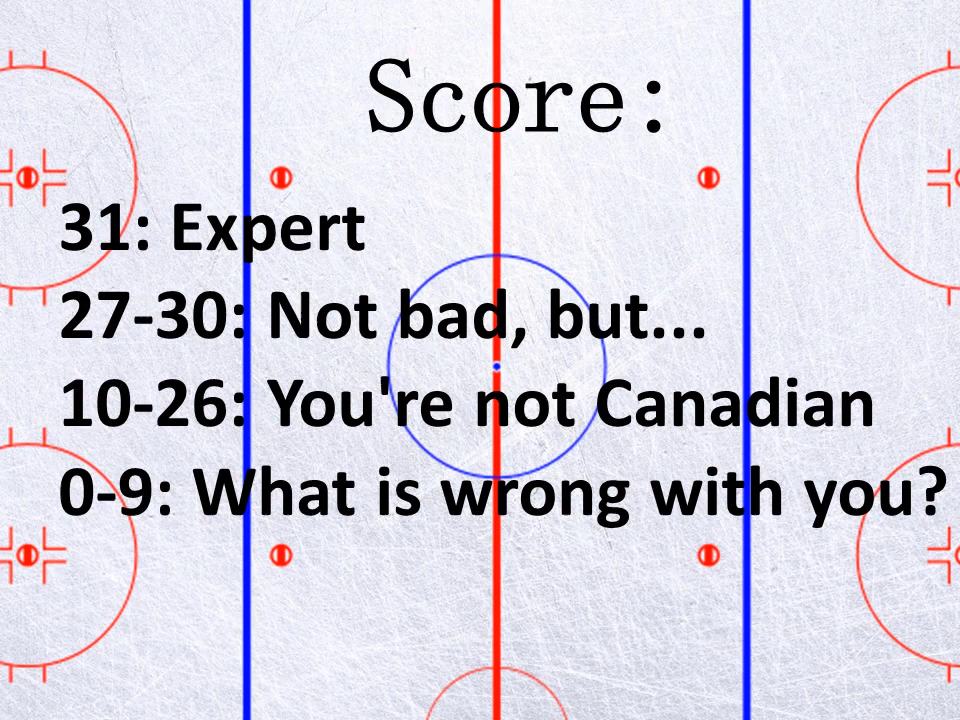 Score:
31: Expert
27-30: Not bad, but...
10-26: You're not Canadian
0-9: What is wrong with you?